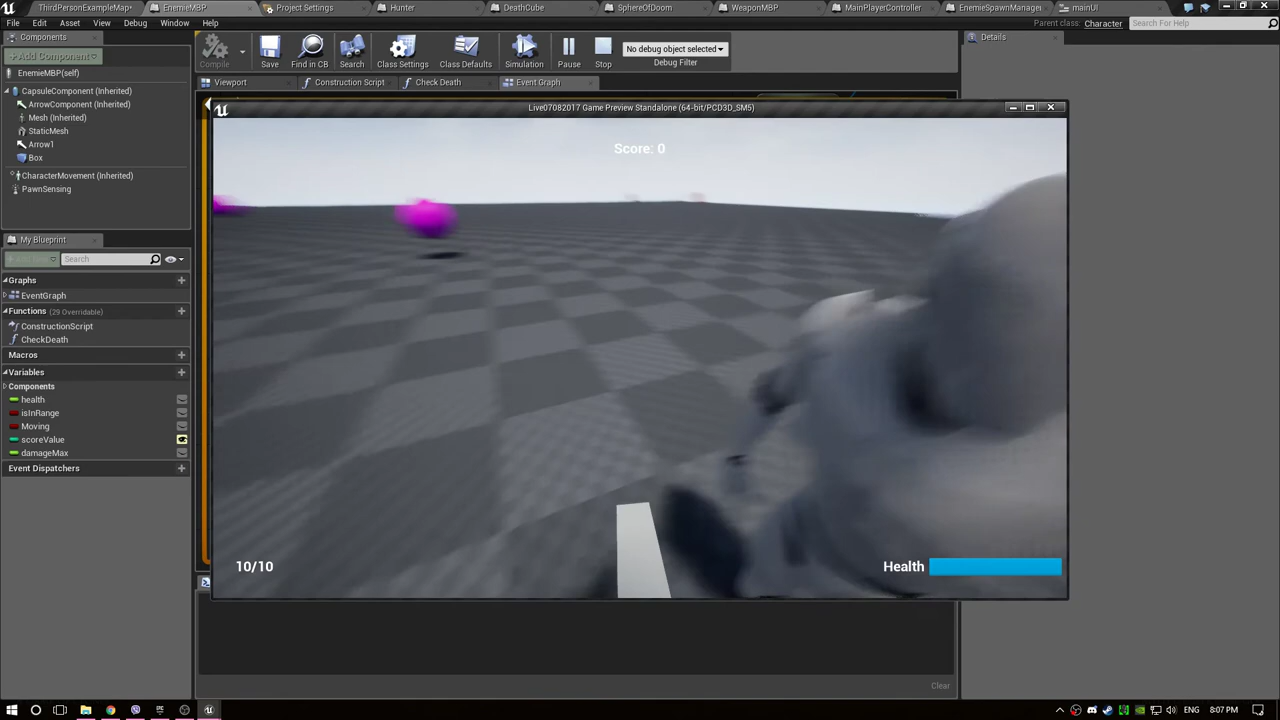 ThirdPersonExampleMap*
EnemieMBP
Project Settings
Hunter
DeathCube
SphereOfDoom
WeaponMBP
MainPlayerController
EnemieSpawnManager
mainUI
File
Edit
Asset
View
Debug
Window
Help
Parent class: Character
Search For Help
Components
+Add Component
Compile
Save
Find in CB
Search
Class Settings
Class Defaults
Simulation
Pause
Stop
No debug object selected
Debug Filter
Details
EnemieMBP(self)
CapsuleComponent (Inherited)
ArrowComponent (Inherited)
Mesh (Inherited)
StaticMesh
Arrow1
Box
CharacterMovement (Inherited)
PawnSensing
Viewport
Construction Script
Check Death
Event Graph
Live07082017 Game Preview Standalone (64-bit/PCD3D_SM5)
Score: 0
10/10
Health
My Blueprint
Search
Graphs
EventGraph
Functions (29 Overridable)
ConstructionScript
CheckDeath
Macros
Variables
Components
health
isInRange
Moving
scoreValue
damageMax
Event Dispatchers
Clear
ENG
8:07 PM